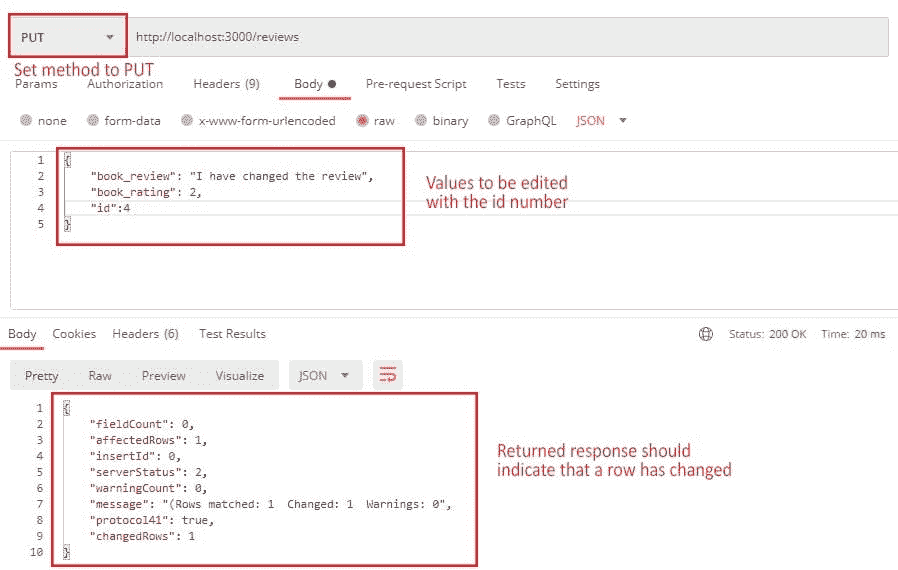 PUT http://localhost:3000/reviews
Set method to PUT
Params Authorization Headers (9) Body Pre-request Script Tests Settings
none form-data x-www-form-urlencoded raw binary GraphQL JSON
1 {
2 "book_review": "I have changed the review",
3 "book_rating": 2,
4 "id":4
5 }
Values to be edited
with the id number
Body Cookies Headers (6) Test Results Status: 200 OK Time: 20 ms
Pretty Raw Preview Visualize JSON
1 {
2 "fieldCount": 0,
3 "affectedRows": 1,
4 "insertId": 0,
5 "serverStatus": 2,
6 "warningCount": 0,
7 "message": "(Rows matched: 1  Changed: 1  Warnings: 0",
8 "protocol41": true,
9 "changedRows": 1
10 }
Returned response should
indicate that a row has changed